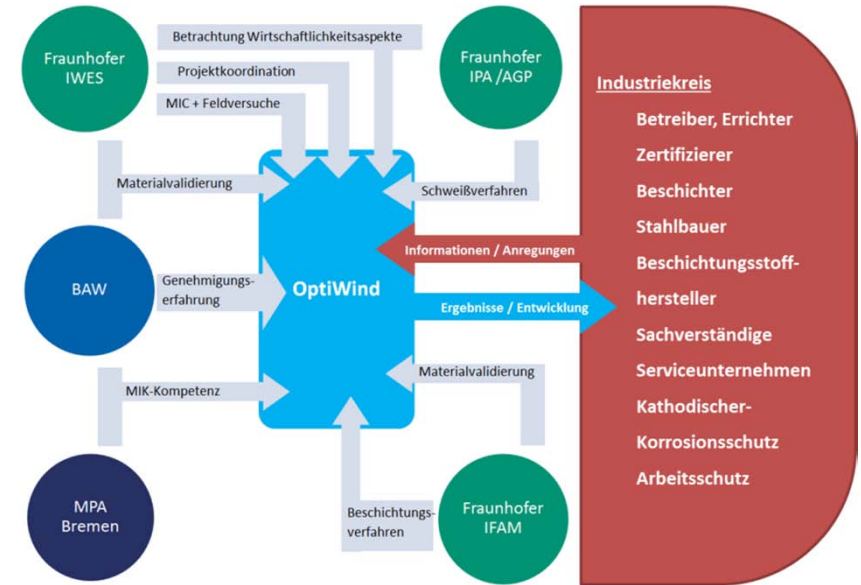 Fraunhofer
IWES
Betrachtung Wirtschaftlichkeitsaspekte
Projektkoordination
MIC + Feldversuche
Materialvalidierung
Fraunhofer
IPA /AGP
Schweißverfahren
BAW
Genehmigungs-
erfahrung
OptiWind
Informationen / Anregungen
Ergebnisse / Entwicklung
MPA
Bremen
MIK-Kompetenz
Materialvalidierung
Beschichtungs-
verfahren
Fraunhofer
IFAM
Industriekreis
Betreiber, Errichter
Zertifizierer
Beschichter
Stahlbauer
Beschichtungsstoff-
hersteller
Sachverständige
Serviceunternehmen
Kathodischer-
Korrosionsschutz
Arbeitsschutz